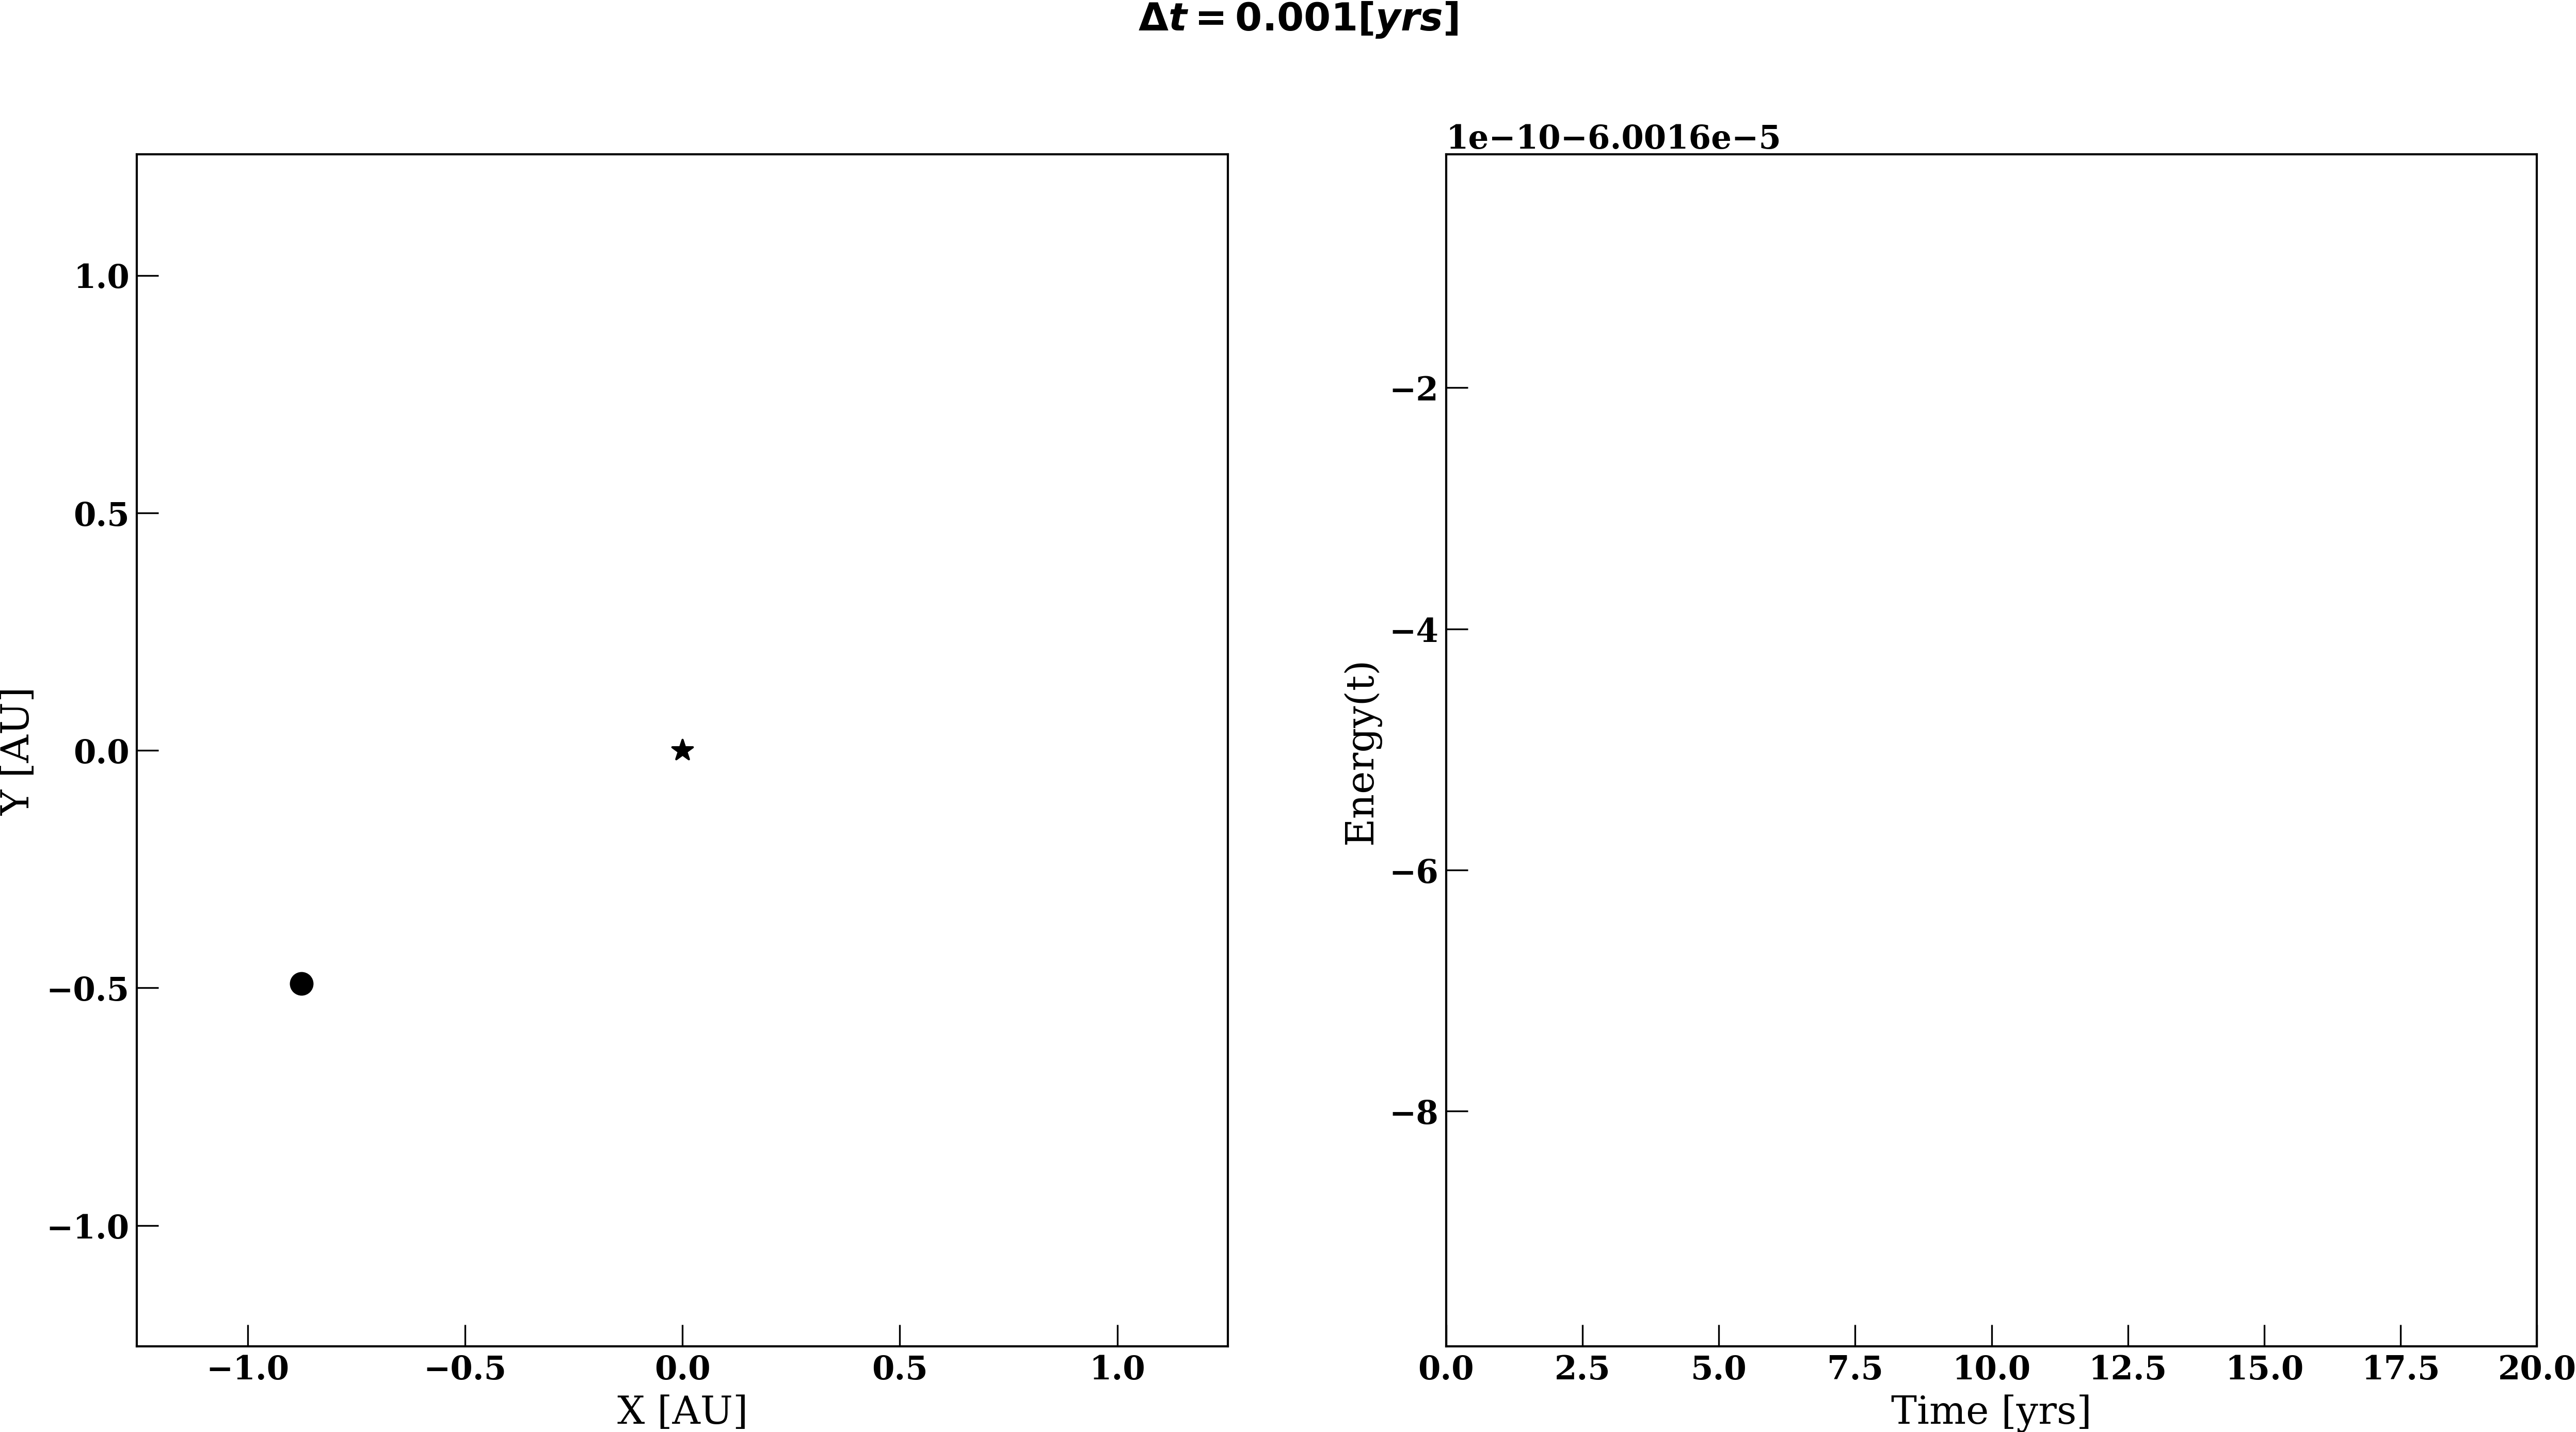 Δt = 0.001[yrs]
1.0
0.5
0.0
−0.5
−1.0
Y [AU]
−1.0 −0.5 0.0 0.5 1.0
X [AU]
1e−10−6.0016e−5
−2
−4
−6
−8
Energy(t)
0.0 2.5 5.0 7.5 10.0 12.5 15.0 17.5 20.0
Time [yrs]